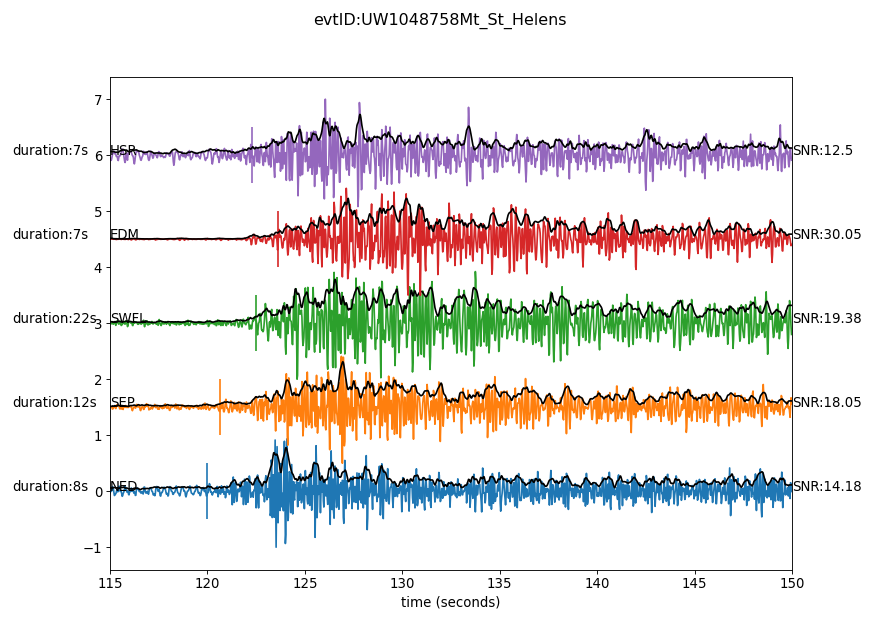 evtID:UW1048758Mt_St_Helens
7
duration:7s HSR SNR:12.5
6
5
duration:7s EDM SNR:30.05
4
duration:22s SWFL SNR:19.38
3
2
duration:12s SEP SNR:18.05
1
duration:8s NED SNR:14.18
0
−1
115 120 125 130 135 140 145 150
time (seconds)